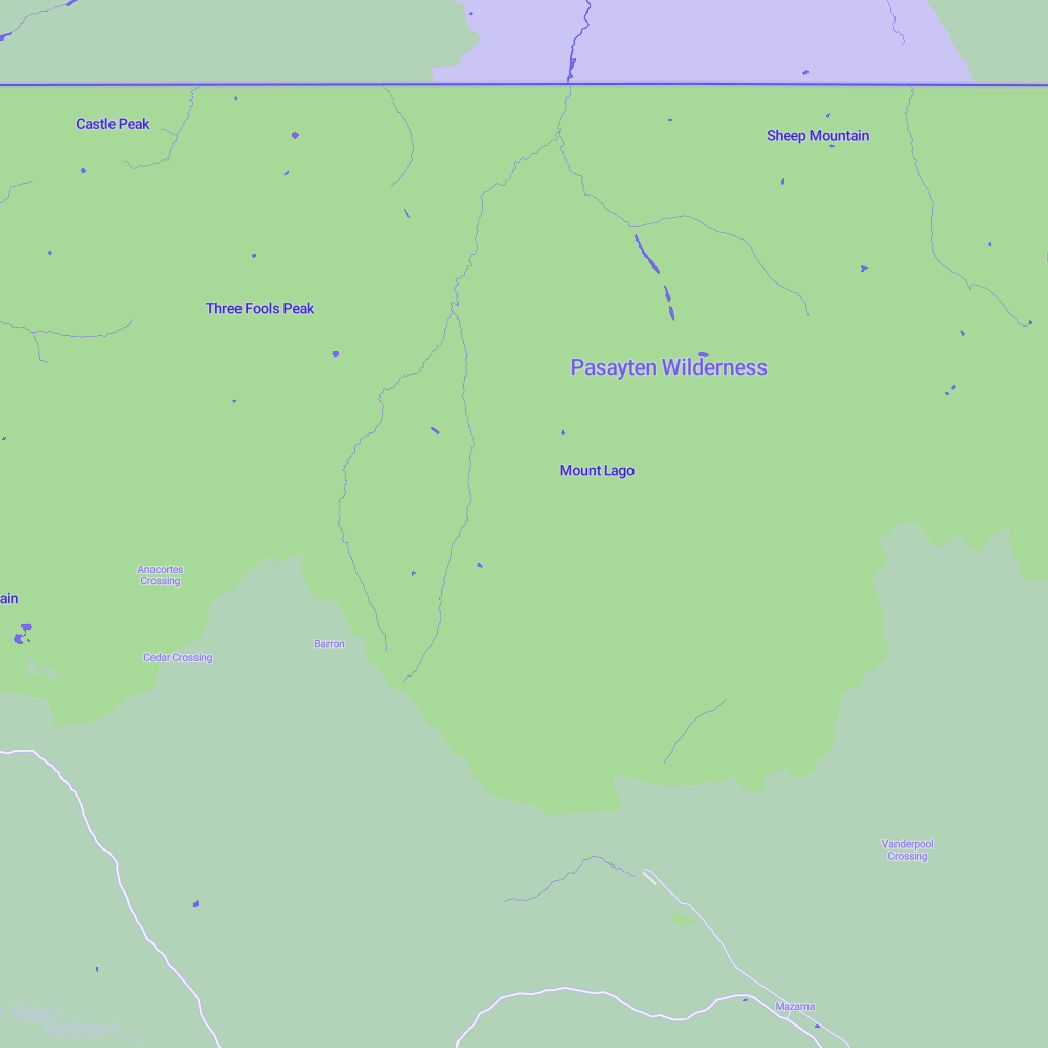 Castle Peak
Sheep Mountain
Three Fools Peak
Pasayten Wilderness
Mount Lago
Anacortes
Crossing
ain
Barron
Cedar Crossing
Vanderpool
Crossing
Mazama